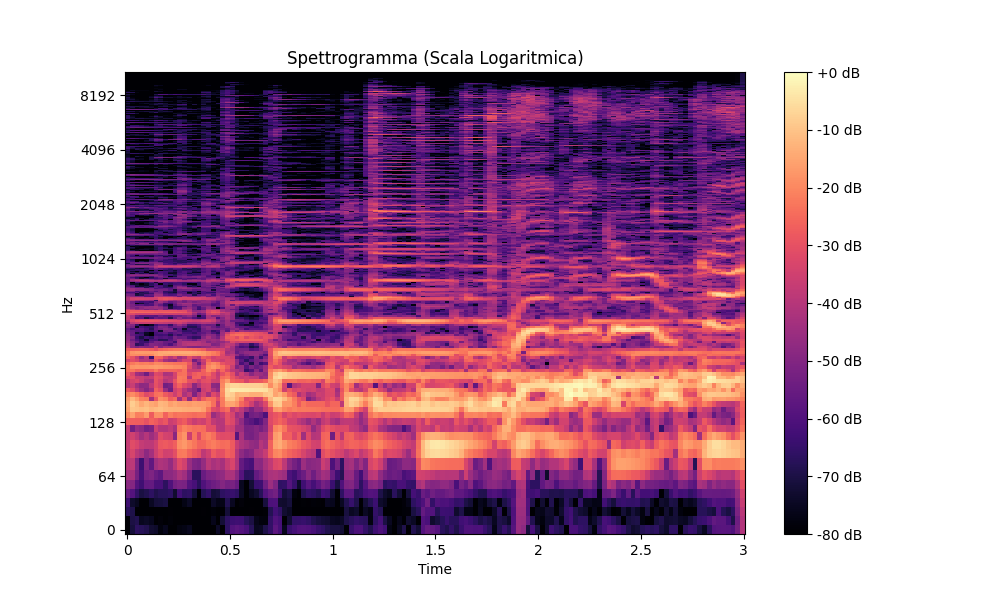 Spettrogramma (Scala Logaritmica)
Hz
8192
4096
2048
1024
512
256
128
64
0
0
0.5
1
1.5
2
2.5
3
Time
+0 dB
-10 dB
-20 dB
-30 dB
-40 dB
-50 dB
-60 dB
-70 dB
-80 dB